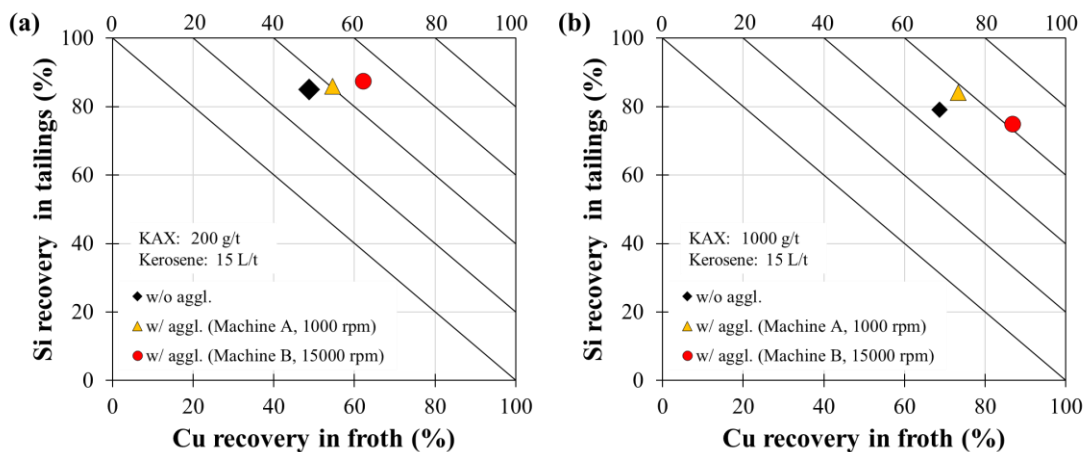 (a)
0 20 40 60 80 100
100
80
60
40
20
0
Si recovery in tailings (%)
KAX: 200 g/t
Kerosene: 15 L/t
w/o aggl.
w/ aggl. (Machine A, 1000 rpm)
w/ aggl. (Machine B, 15000 rpm)
0 20 40 60 80 100
Cu recovery in froth (%)
(b)
0 20 40 60 80 100
100
80
60
40
20
0
Si recovery in tailings (%)
KAX: 1000 g/t
Kerosene: 15 L/t
w/o aggl.
w/ aggl. (Machine A, 1000 rpm)
w/ aggl. (Machine B, 15000 rpm)
0 20 40 60 80 100
Cu recovery in froth (%)